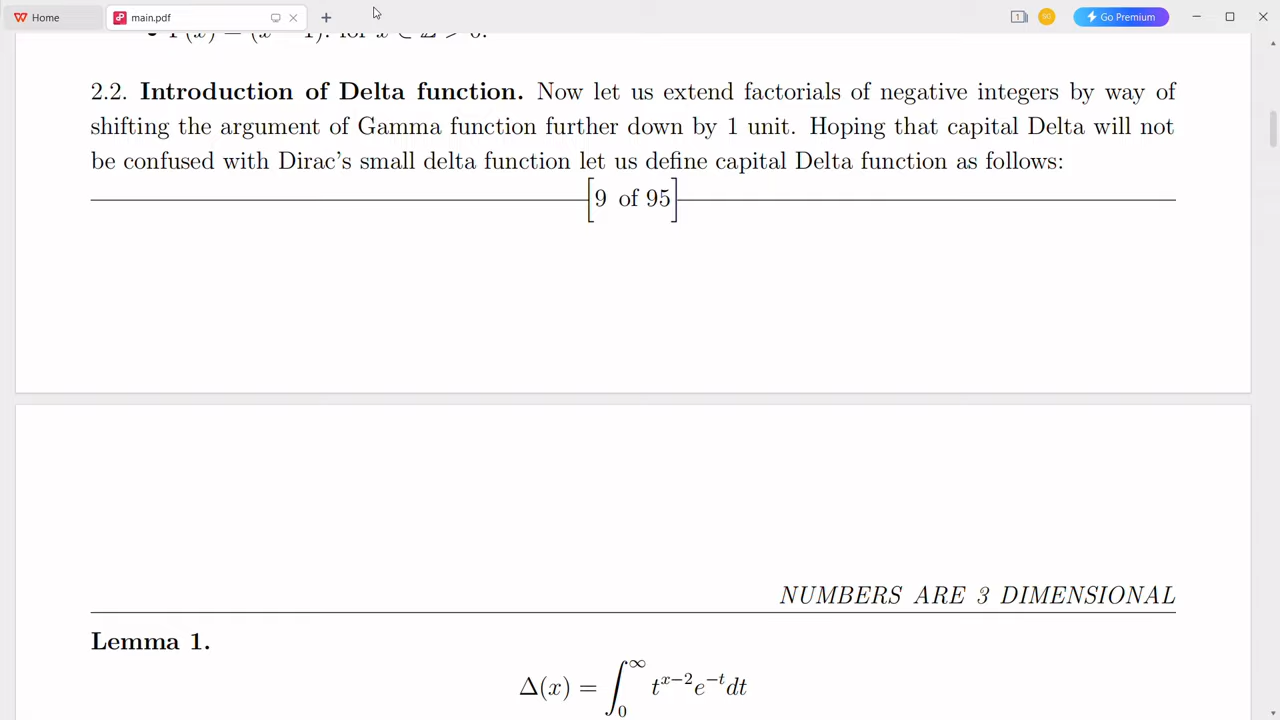 Home
main.pdf
1
SG
Go Premium
2.2. Introduction of Delta function. Now let us extend factorials of negative integers by way of
shifting the argument of Gamma function further down by 1 unit. Hoping that capital Delta will not
be confused with Dirac's small delta function let us define capital Delta function as follows:
[9 of 95]
NUMBERS ARE 3 DIMENSIONAL
Lemma 1.
Δ(x) = ∫₀^∞ t^{x−2}e^{−t}dt